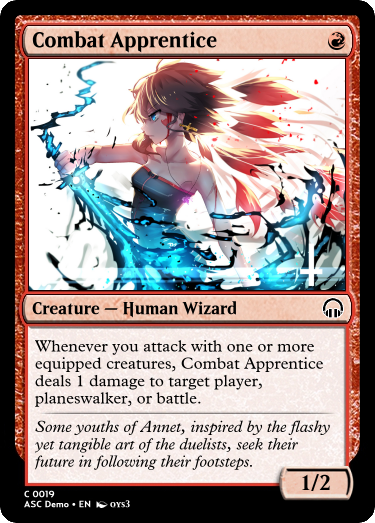 Combat Apprentice
Creature — Human Wizard
Whenever you attack with one or more
equipped creatures, Combat Apprentice
deals 1 damage to target player,
planeswalker, or battle.
Some youths of Annet, inspired by the flashy
yet tangible art of the duelists, seek their
future in following their footsteps.
1/2
C 0019
ASC Demo • EN oys3